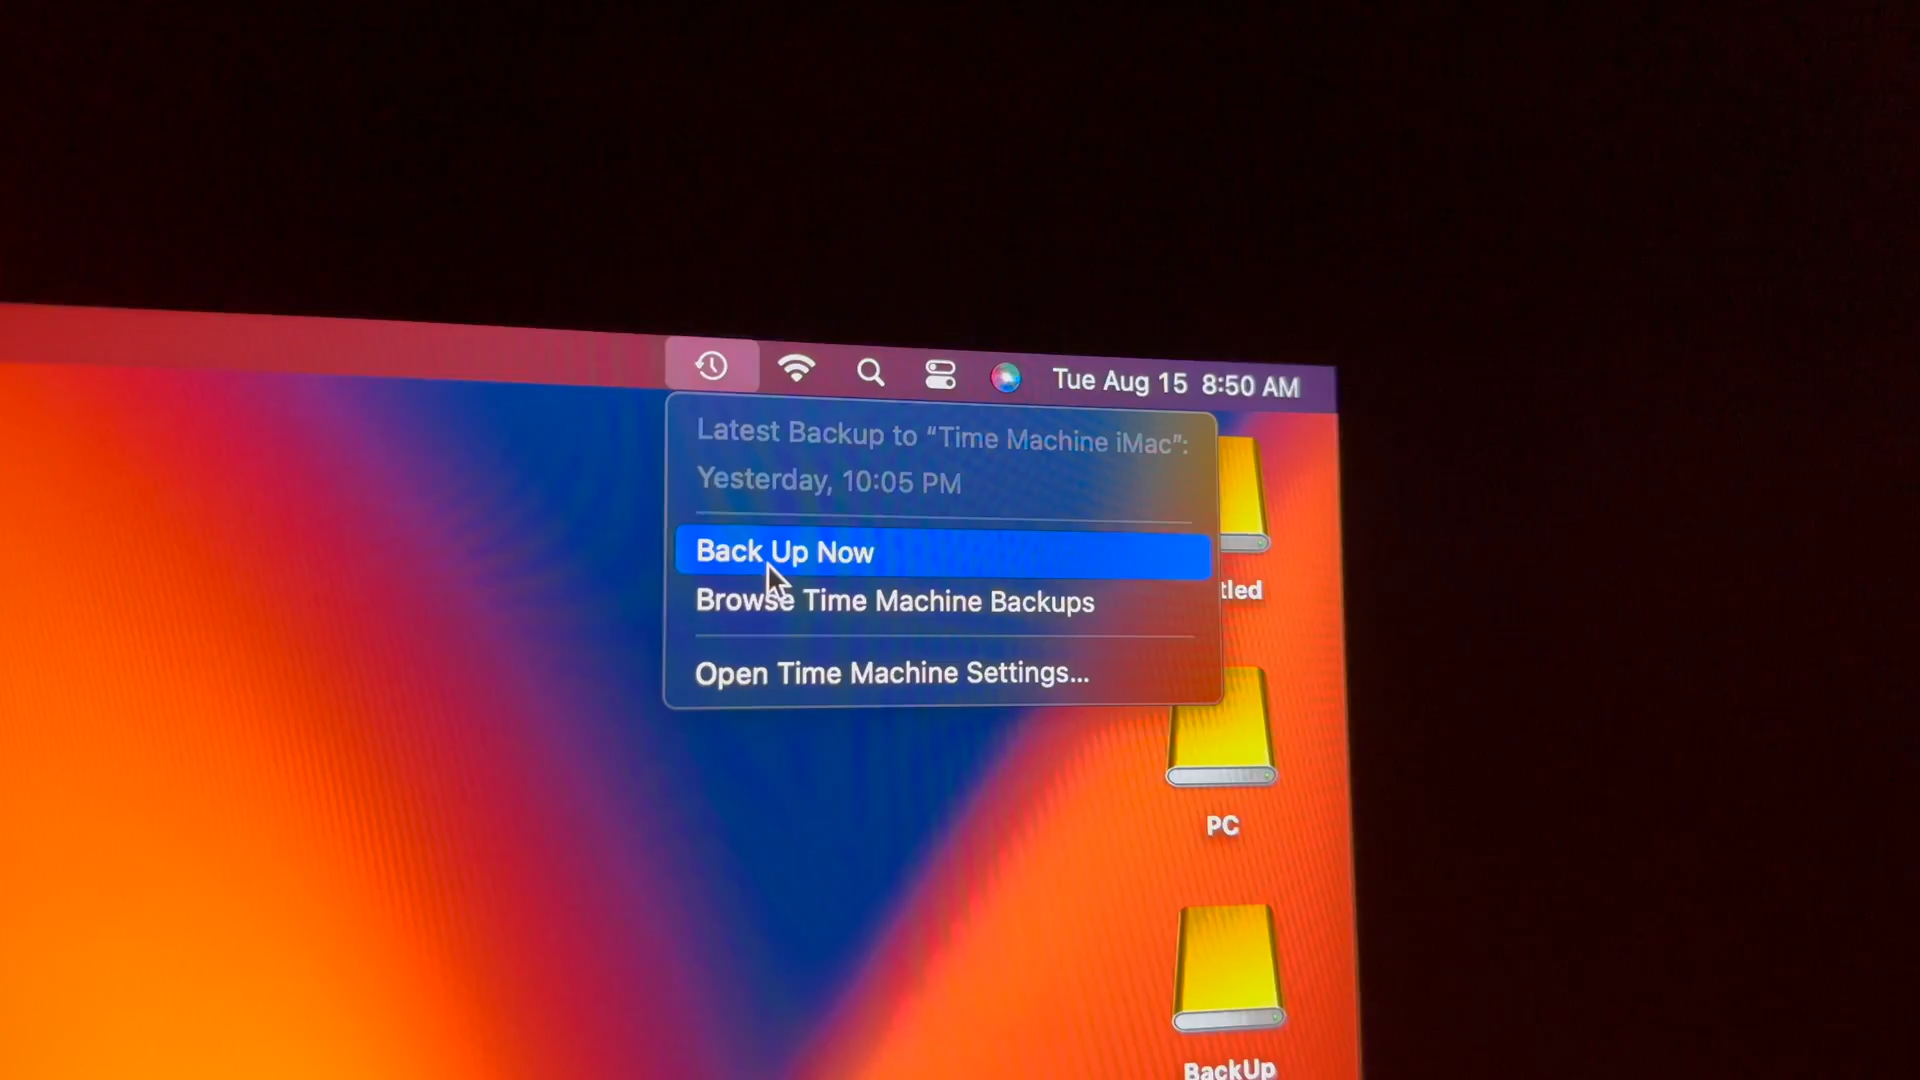 Tue Aug 15 8:50 AM
Latest Backup to “Time Machine iMac”:
Yesterday, 10:05 PM
Back Up Now
Browse Time Machine Backups
Open Time Machine Settings...
tled
PC
BackUp